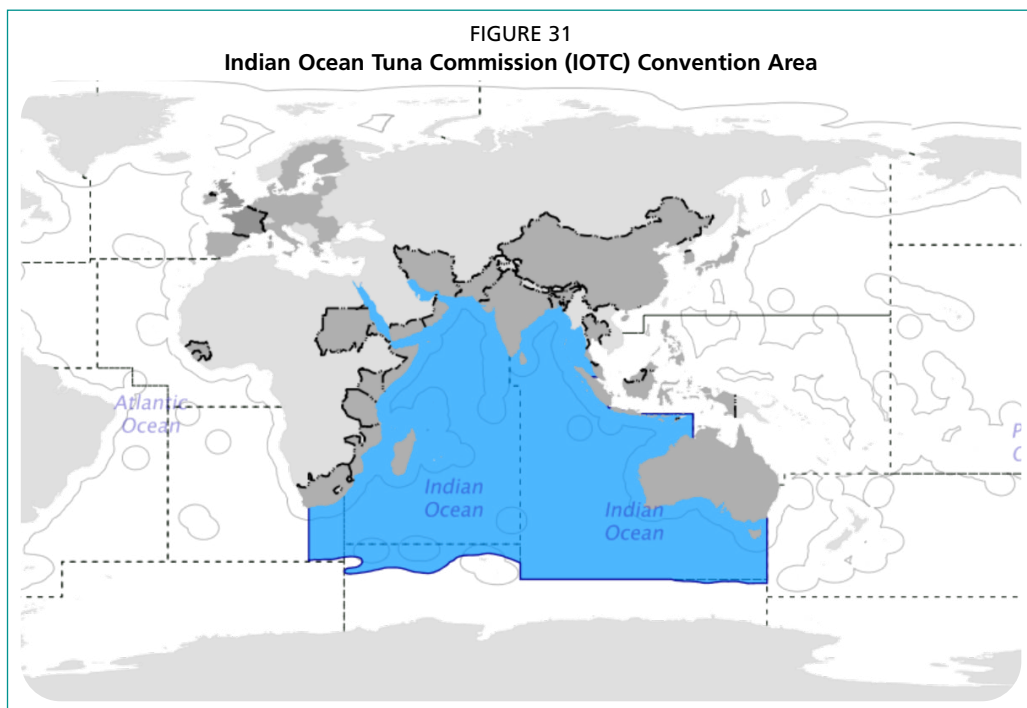 FIGURE 31
Indian Ocean Tuna Commission (IOTC) Convention Area
Atlantic
Ocean
P
O
Indian
Ocean
Indian
Ocean